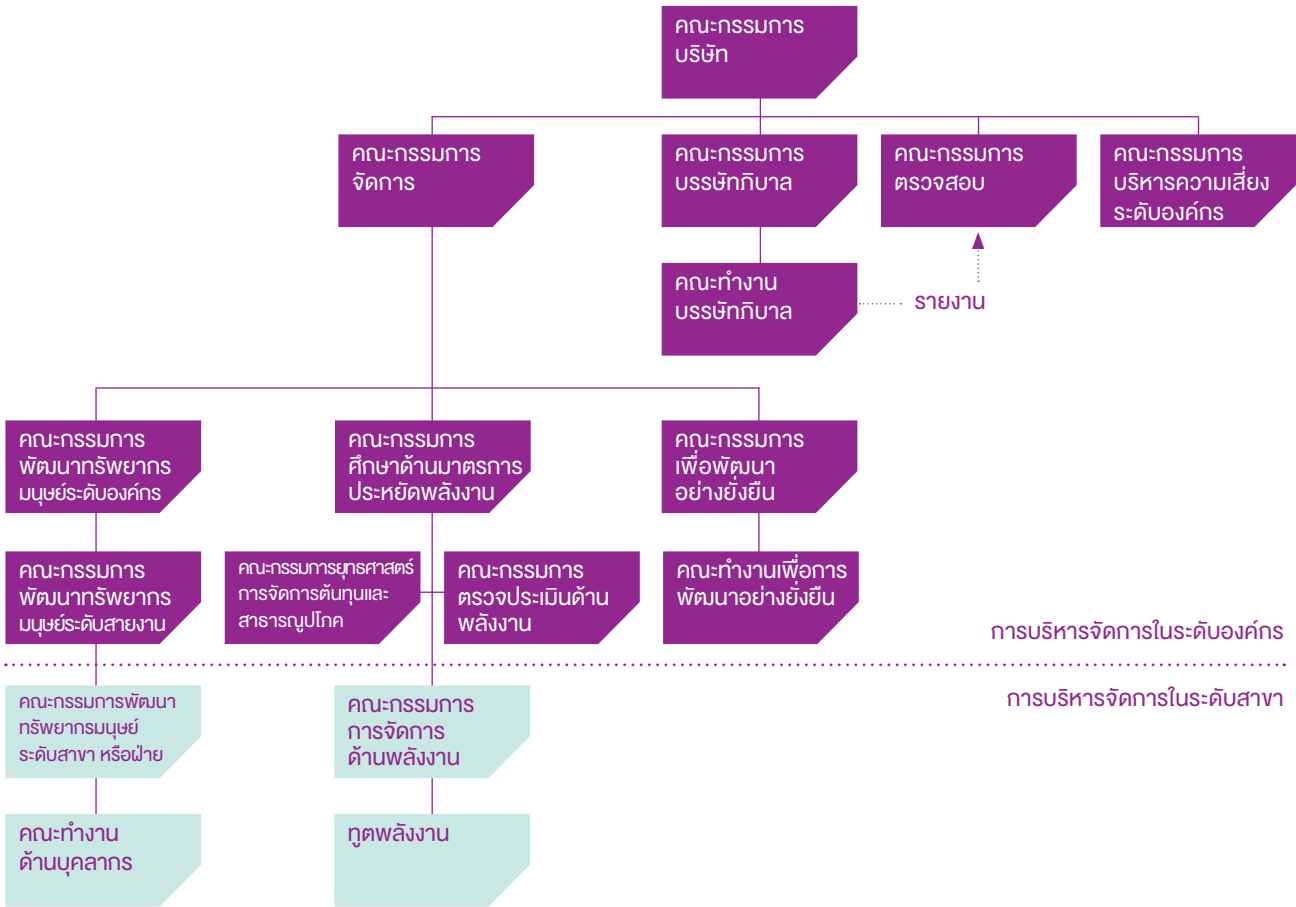 คณะกรรมการ
บริษัท
คณะกรรมการ
จัดการ
คณะกรรมการ
บรรษัทภิบาล
คณะกรรมการ
ตรวจสอบ
คณะกรรมการ
บริหารความเสี่ยง
ระดับองค์กร
คณะทำงาน
บรรษัทภิบาล
รายงาน
คณะกรรมการ
พัฒนาทรัพยากร
มนุษย์ระดับองค์กร
คณะกรรมการ
ศึกษาด้านมาตรการ
ประหยัดพลังงาน
คณะกรรมการ
เพื่อพัฒนา
อย่างยั่งยืน
คณะกรรมการ
พัฒนาทรัพยากร
มนุษย์ระดับสายงาน
คณะกรรมการยุทธศาสตร์
การจัดการต้นทุนและ
สาธารณูปโภค
คณะกรรมการ
ตรวจประเมินด้าน
พลังงาน
คณะทำงานเพื่อการ
พัฒนาอย่างยั่งยืน
การบริหารจัดการในระดับองค์กร
การบริหารจัดการในระดับสาขา
คณะกรรมการพัฒนา
ทรัพยากรมนุษย์
ระดับสาขา หรือฝ่าย
คณะกรรมการ
การจัดการ
ด้านพลังงาน
คณะทำงาน
ด้านบุคลากร
ทูตพลังงาน